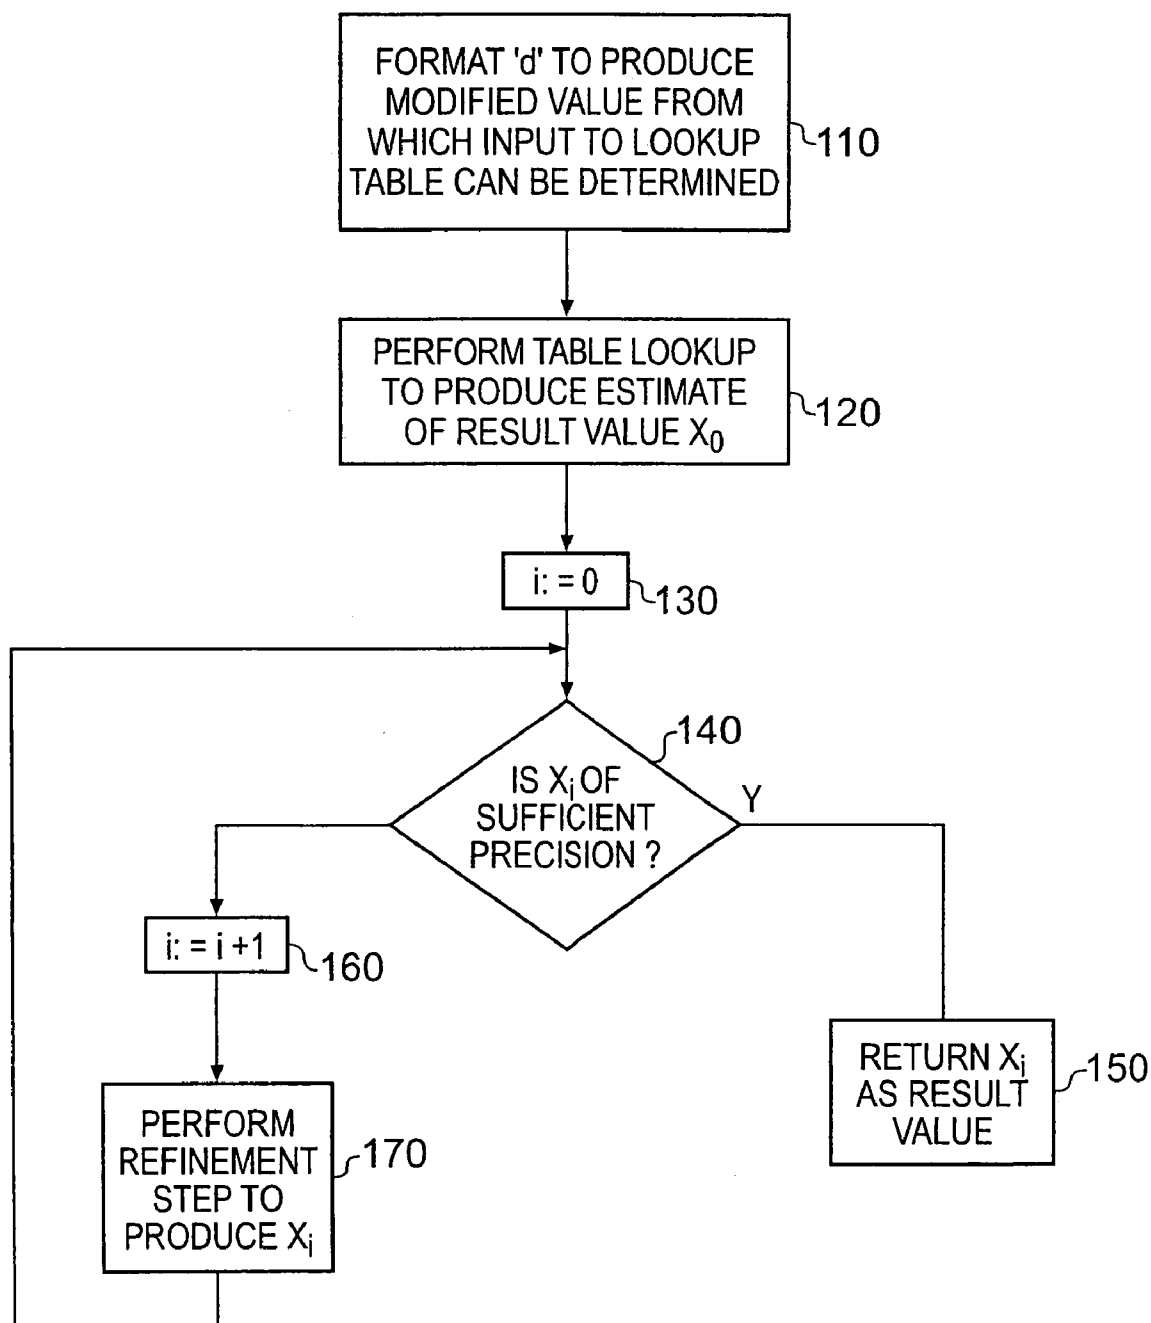 FORMAT 'd' TO PRODUCE
MODIFIED VALUE FROM
WHICH INPUT TO LOOKUP
TABLE CAN BE DETERMINED
110
PERFORM TABLE LOOKUP
TO PRODUCE ESTIMATE
OF RESULT VALUE X0
120
i: = 0
130
140
IS Xi OF
SUFFICIENT
PRECISION ?
Y
i: = i +1
160
RETURN Xi
AS RESULT
VALUE
150
PERFORM
REFINEMENT
STEP TO
PRODUCE Xi
170